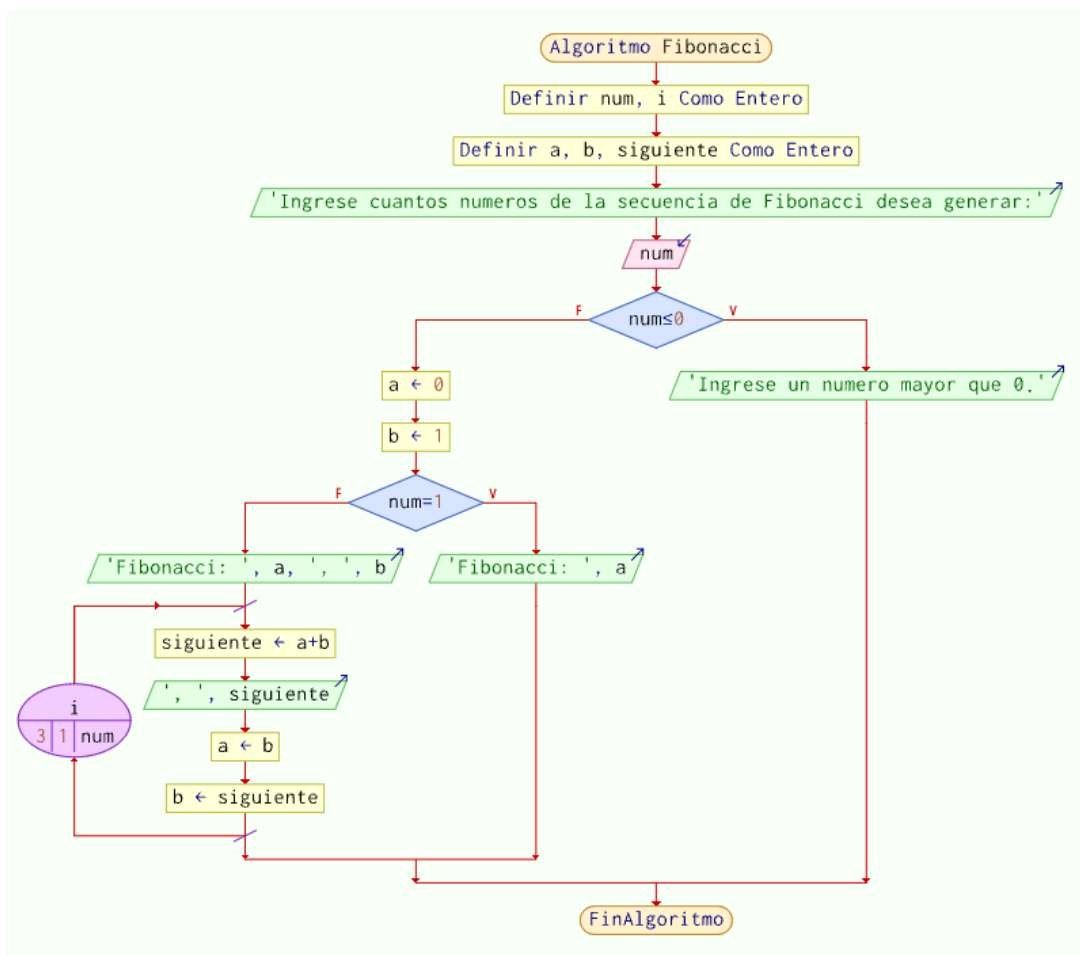 Algoritmo Fibonacci
Definir num, i Como Entero
Definir a, b, siguiente Como Entero
'Ingrese cuantos numeros de la secuencia de Fibonacci desea generar:'
num
num≤0
F
V
a ← 0
'Ingrese un numero mayor que 0.'
b ← 1
num=1
F
V
'Fibonacci: ', a, ', ', b
'Fibonacci: ', a
siguiente ← a+b
', ', siguiente
i
3 1 num
a ← b
b ← siguiente
FinAlgoritmo